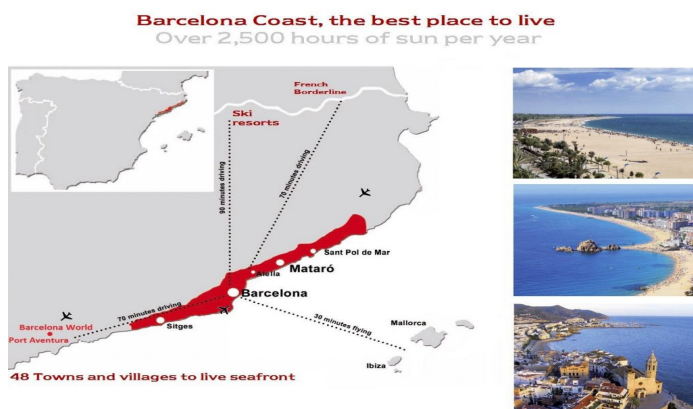 Barcelona Coast, the best place to live
Over 2,500 hours of sun per year
French
Borderline
Ski
resorts
90 minutes driving
70 minutes driving
Sant Pol de Mar
Mataró
Alella
Barcelona
70 minutes driving
30 minutes flying
Barcelona World
Port Aventura
Sitges
Mallorca
Ibiza
48 Towns and villages to live seafront